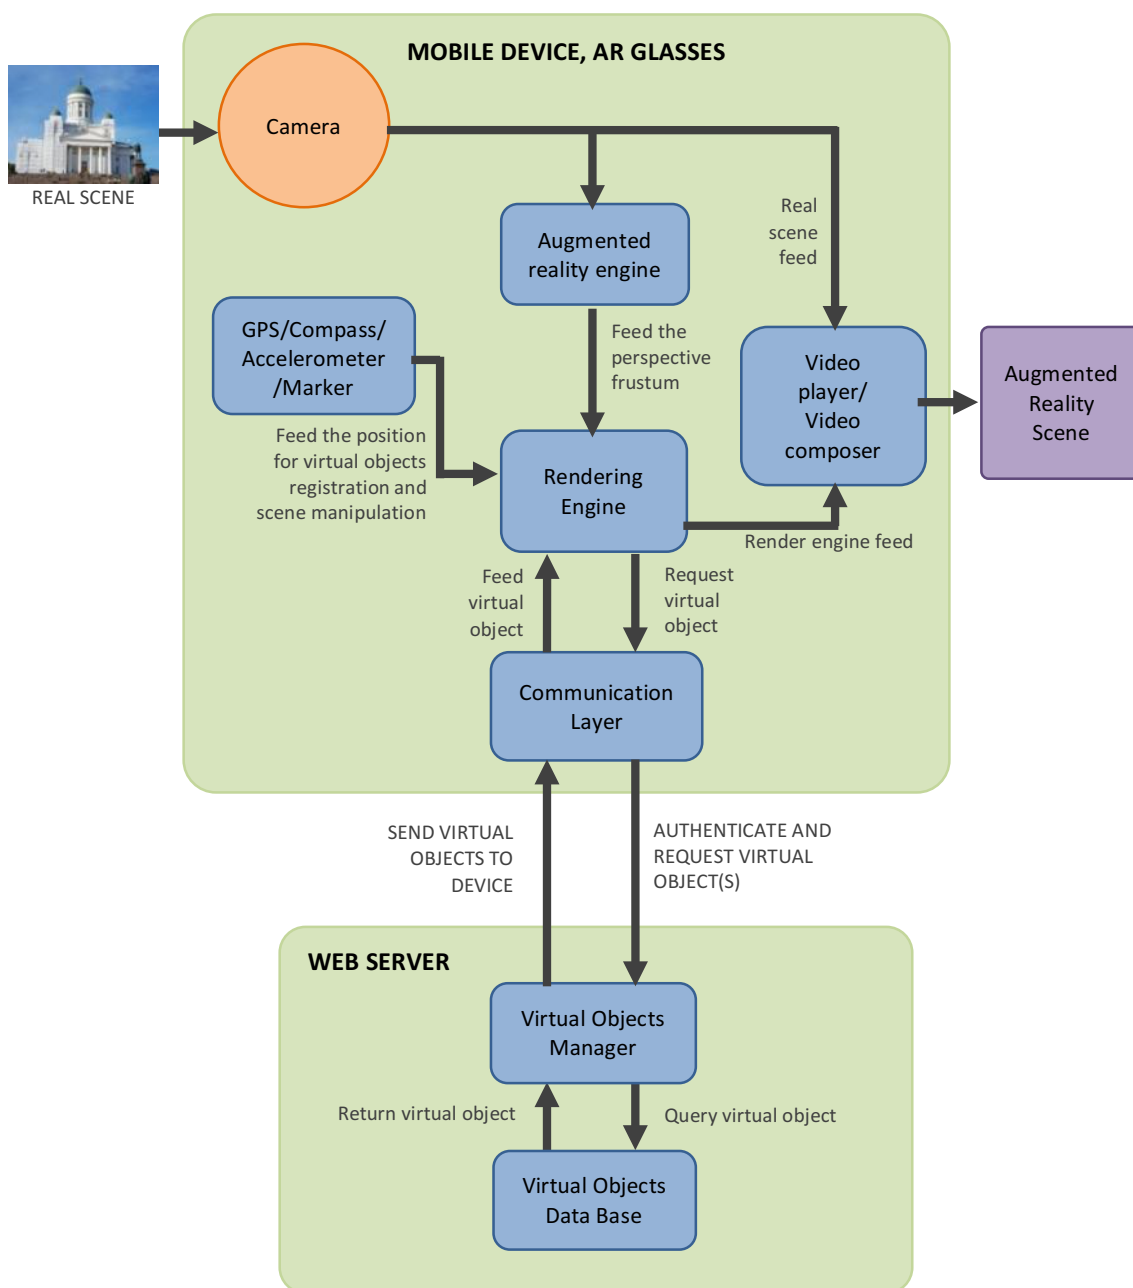 MOBILE DEVICE, AR GLASSES
Camera
REAL SCENE
Real
scene
feed
Augmented
reality engine
GPS/Compass/
Accelerometer
/Marker
Feed the
perspective
frustum
Video
player/
Video
composer
Augmented
Reality
Scene
Feed the position
for virtual objects
registration and
scene manipulation
Rendering
Engine
Render engine feed
Feed
virtual
object
Request
virtual
object
Communication
Layer
SEND VIRTUAL
OBJECTS TO
DEVICE
AUTHENTICATE AND
REQUEST VIRTUAL
OBJECT(S)
WEB SERVER
Virtual Objects
Manager
Return virtual object
Query virtual object
Virtual Objects
Data Base